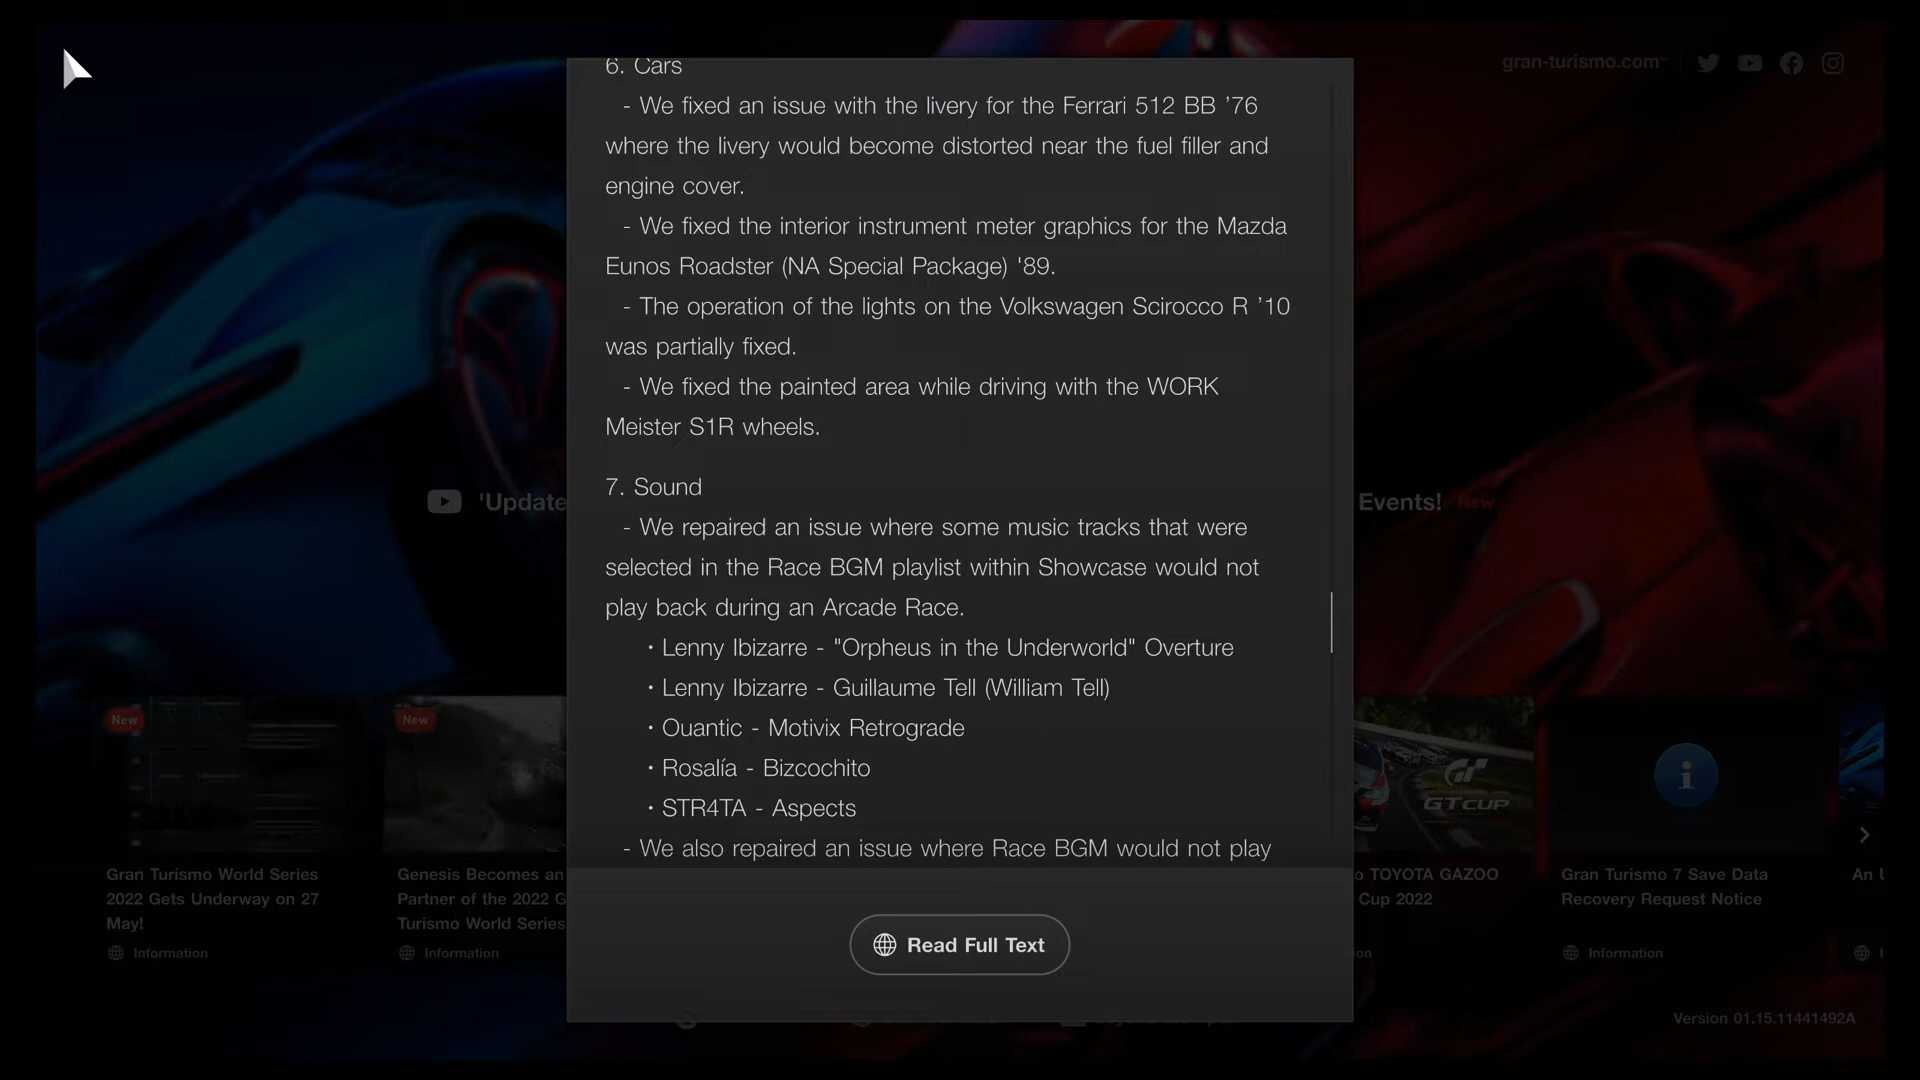 gran-turismo.com
6. Cars
- We fixed an issue with the livery for the Ferrari 512 BB ’76
where the livery would become distorted near the fuel filler and
engine cover.
- We fixed the interior instrument meter graphics for the Mazda
Eunos Roadster (NA Special Package) '89.
- The operation of the lights on the Volkswagen Scirocco R ’10
was partially fixed.
- We fixed the painted area while driving with the WORK
Meister S1R wheels.
7. Sound
- We repaired an issue where some music tracks that were
selected in the Race BGM playlist within Showcase would not
play back during an Arcade Race.
・Lenny Ibizarre - "Orpheus in the Underworld" Overture
・Lenny Ibizarre - Guillaume Tell (William Tell)
・Quantic - Motivix Retrograde
・Rosalía - Bizcochito
・STR4TA - Aspects
- We also repaired an issue where Race BGM would not play
Read Full Text
'Update
Events! New
New
Gran Turismo World Series
2022 Gets Underway on 27
May!
Information
New
Genesis Becomes an
Partner of the 2022 G
Turismo World Series
Information
GT CUP
o TOYOTA GAZOO
Cup 2022
on
Gran Turismo 7 Save Data
Recovery Request Notice
Information
An U
Version 01.15.11441492A